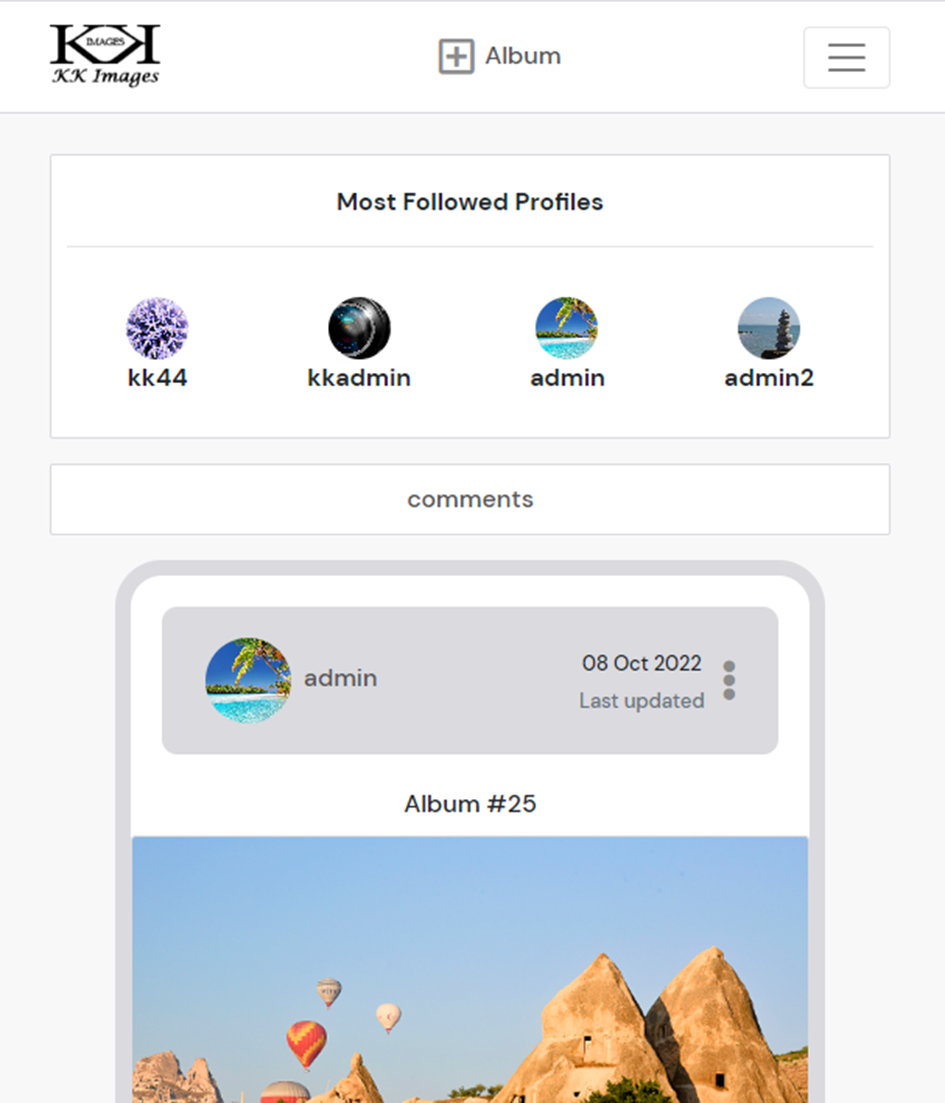 IMAGES
KK Images
Album
Most Followed Profiles
kk44
kkadmin
admin
admin2
comments
admin
08 Oct 2022
Last updated
Album #25